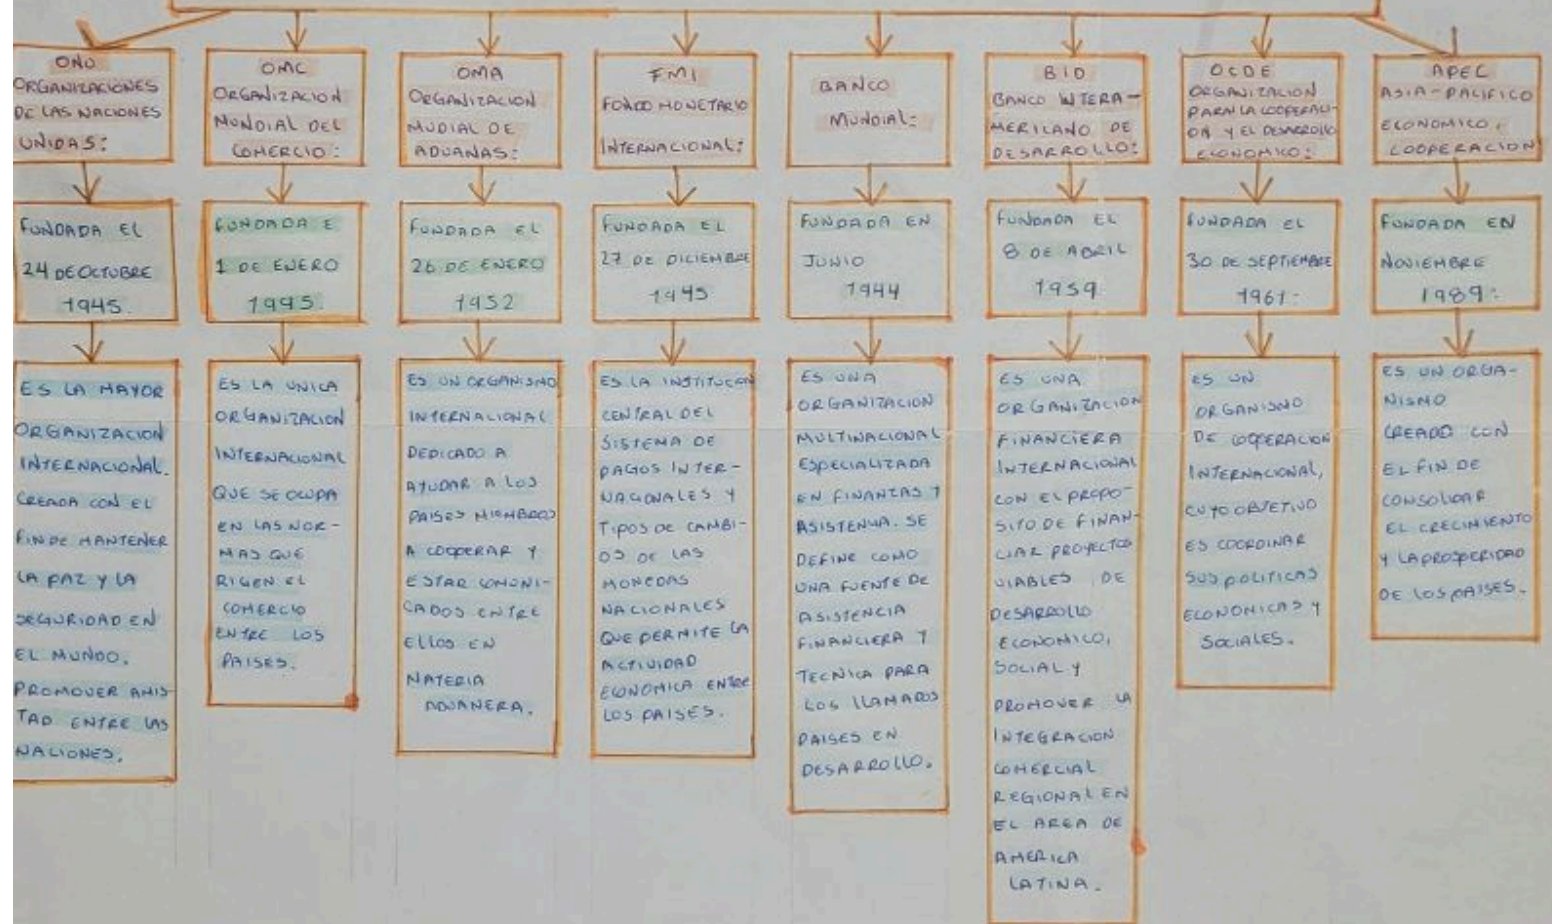 ONU
ORGANIZACIONES
DE LAS NACIONES
UNIDAS:
FUNDADA EL
24 DE OCTUBRE
1945.
ES LA MAYOR
ORGANIZACION
INTERNACIONAL.
CREADA CON EL
FIN DE MANTENER
LA PAZ Y LA
SEGURIDAD EN
EL MUNDO.
PROMOVER AMIS-
TAD ENTRE LAS
NACIONES.
OMC
ORGANIZACION
MUNDIAL DEL
COMERCIO:
FUNDADA E
1 DE ENERO
1995.
ES LA UNICA
ORGANIZACION
INTERNACIONAL
QUE SE OCUPA
EN LAS NOR-
MAS QUE
RIGEN EL
COMERCIO
ENTRE LOS
PAISES.
OMA
ORGANIZACION
MUDIAL DE
ADUANAS:
FUNDADA EL
26 DE ENERO
1952
ES UN ORGANISMO
INTERNACIONAL
DEDICADO A
AYUDAR A LOS
PAISES MIEMBROS
A COOPERAR Y
ESTAR COMUNI-
CADOS ENTRE
ELLOS EN
MATERIA
ADUANERA.
FMI
FONDO MONETARIO
INTERNACIONAL:
FUNDADA EL
27 DE DICIEMBRE
1945
ES LA INSTITUCION
CENTRAL DEL
SISTEMA DE
PAGOS INTER-
NACIONALES Y
TIPOS DE CAMBI-
OS DE LAS
MONEDAS
NACIONALES
QUE PERMITE LA
ACTIVIDAD
ECONOMICA ENTRE
LOS PAISES.
BANCO
MUNDIAL:
FUNDADA EN
JUNIO
1944
ES UNA
ORGANIZACION
MULTINACIONAL
ESPECIALIZADA
EN FINANZAS Y
ASISTENCIA. SE
DEFINE COMO
UNA FUENTE DE
ASISTENCIA
FINANCIERA Y
TECNICA PARA
LOS LLAMADOS
PAISES EN
DESARROLLO.
BID
BANCO INTERA-
MERICANO DE
DESARROLLO:
FUNDADA EL
8 DE ABRIL
1959
ES UNA
ORGANIZACION
FINANCIERA
INTERNACIONAL
CON EL PROPO-
SITO DE FINAN-
CIAR PROYECTOS
VIABLES DE
DESARROLLO
ECONOMICO,
SOCIAL Y
PROMOVER LA
INTEGRACION
COMERCIAL
REGIONAL EN
EL AREA DE
AMERICA
LATINA.
OCDE
ORGANIZACION
PARA LA COOPERACI-
ON Y EL DESARROLLO
ECONOMICO:
FUNDADA EL
30 DE SEPTIEMBRE
1961.
ES UN
ORGANISMO
DE COOPERACION
INTERNACIONAL,
CUYO OBJETIVO
ES COORDINAR
SUS POLITICAS
ECONOMICAS Y
SOCIALES.
APEC
ASIA-PACIFICO
ECONOMICO,
COOPERACION
FUNDADA EN
NOVIEMBRE
1989.
ES UN ORGA-
NISMO
CREADO CON
EL FIN DE
CONSOLIDAR
EL CRECIMIENTO
Y LA PROSPERIDAD
DE LOS PAISES.